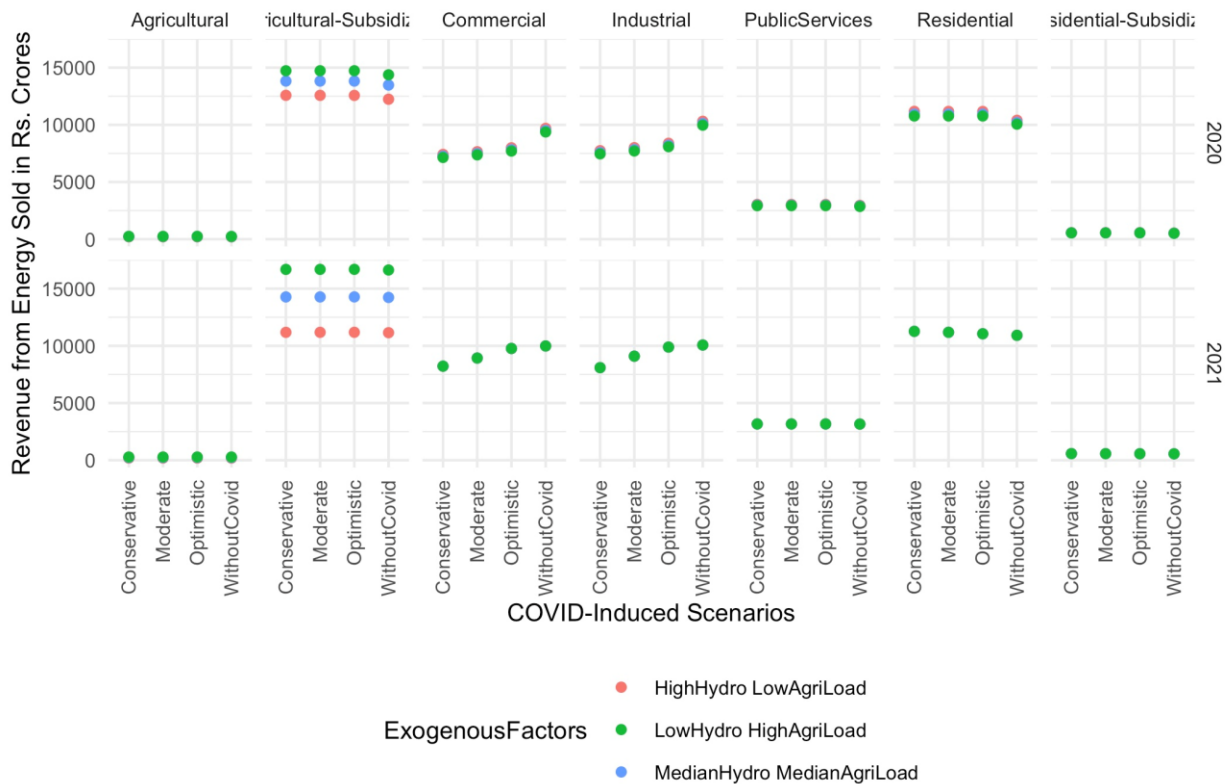 Agricultural
ricultural-Subsidiz
Commercial
Industrial
PublicServices
Residential
sidential-Subsidiz
Revenue from Energy Sold in Rs. Crores
15000
10000
5000
0
2020
15000
10000
5000
0
2021
Conservative
Moderate
Optimistic
WithoutCovid
Conservative
Moderate
Optimistic
WithoutCovid
Conservative
Moderate
Optimistic
WithoutCovid
Conservative
Moderate
Optimistic
WithoutCovid
Conservative
Moderate
Optimistic
WithoutCovid
Conservative
Moderate
Optimistic
WithoutCovid
Conservative
Moderate
Optimistic
WithoutCovid
COVID-Induced Scenarios
ExogenousFactors
HighHydro LowAgriLoad
LowHydro HighAgriLoad
MedianHydro MedianAgriLoad